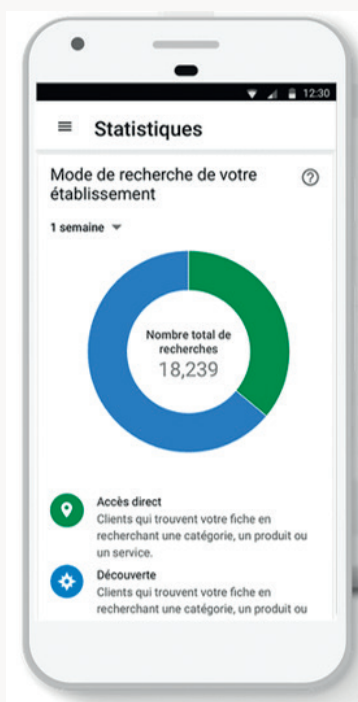 12:30
Statistiques
Mode de recherche de votre
établissement
1 semaine
Nombre total de
recherches
18,239
Accès direct
Clients qui trouvent votre fiche en
recherchant une catégorie, un produit ou
un service.
Découverte
Clients qui trouvent votre fiche en
recherchant une catégorie, un produit ou